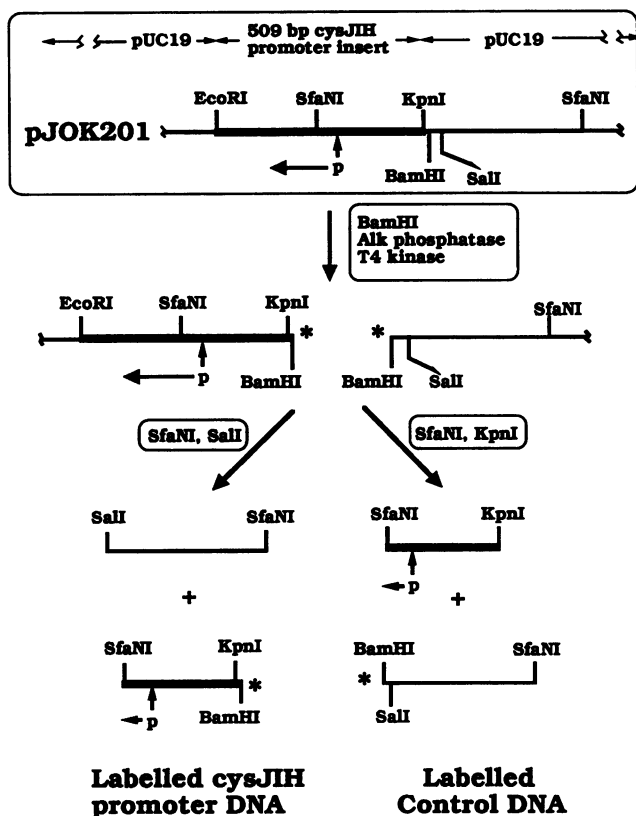 pUC19
509 bp cysJIH
promoter insert
pUC19
EcoRI
SfaNI
KpnI
SfaNI
pJOK201
p
BamHI
SalI
BamHI
Alk phosphatase
T4 kinase
EcoRI
SfaNI
KpnI
*
*
SfaNI
p
BamHI
BamHI
SalI
SfaNI, SalI
SfaNI, KpnI
SalI
SfaNI
SfaNI
KpnI
p
+
+
SfaNI
KpnI
BamHI
SfaNI
*
*
p
BamHI
SalI
Labelled cysJIH
promoter DNA
Labelled
Control DNA